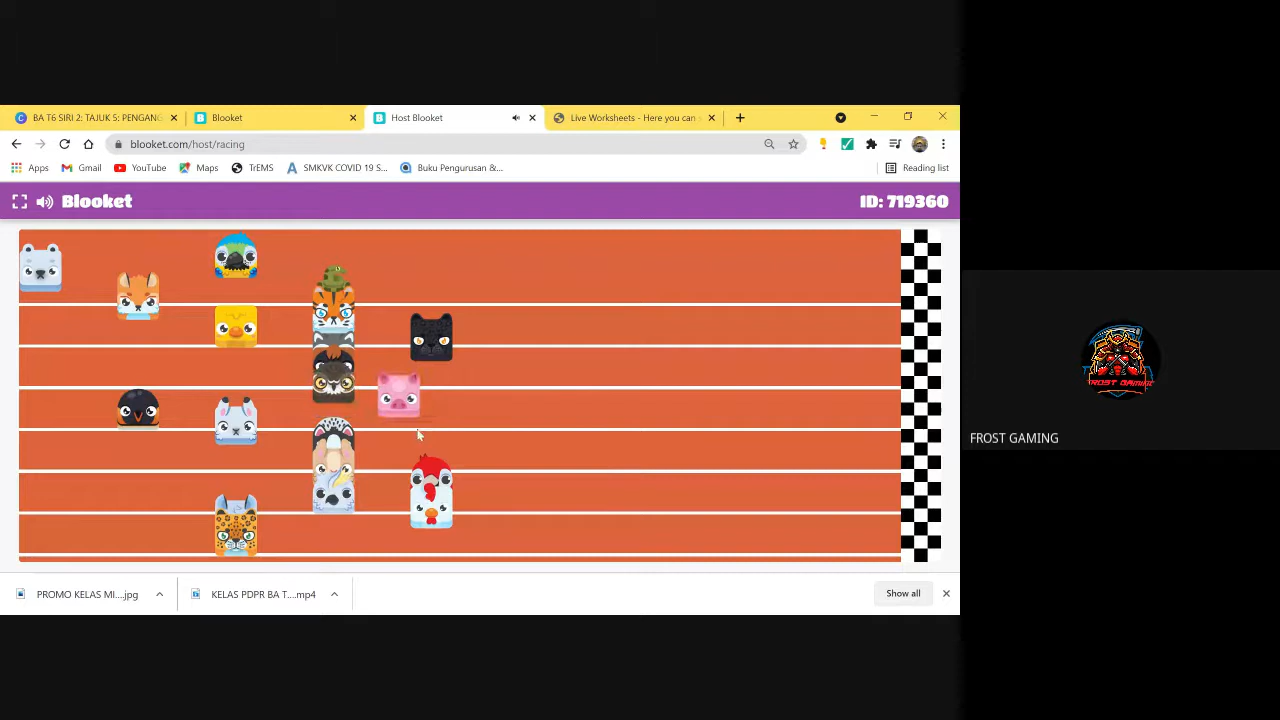 BA T6 SIRI 2: TAJUK 5: PENGANG
Blooket
Host Blooket
Live Worksheets - Here you can s
blooket.com/host/racing
Apps
Gmail
YouTube
Maps
TrEMS
SMKVK COVID 19 S...
Buku Pengurusan &...
Reading list
Blooket
ID: 719360
FROST GAMING
FROST GAMING
PROMO KELAS MI....jpg
KELAS PDPR BA T....mp4
Show all